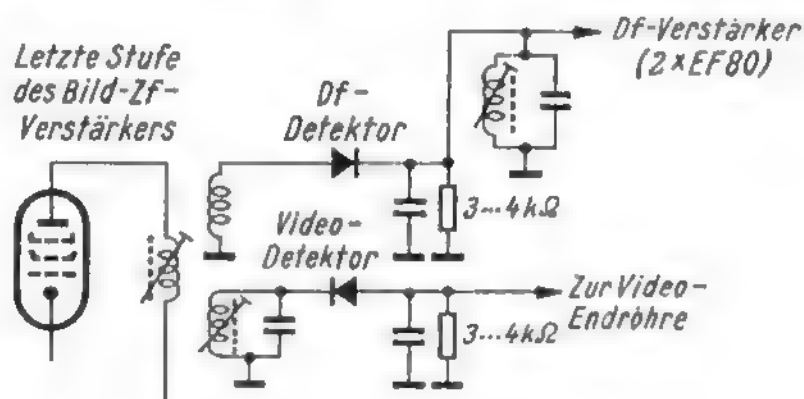 Letzte Stufe
des Bild-Zf-
Verstärkers
Df-
Detektor
Df-Verstärker
(2×EF80)
3...4kΩ
Video-
Detektor
Zur Video-
Endröhre
3...4kΩ